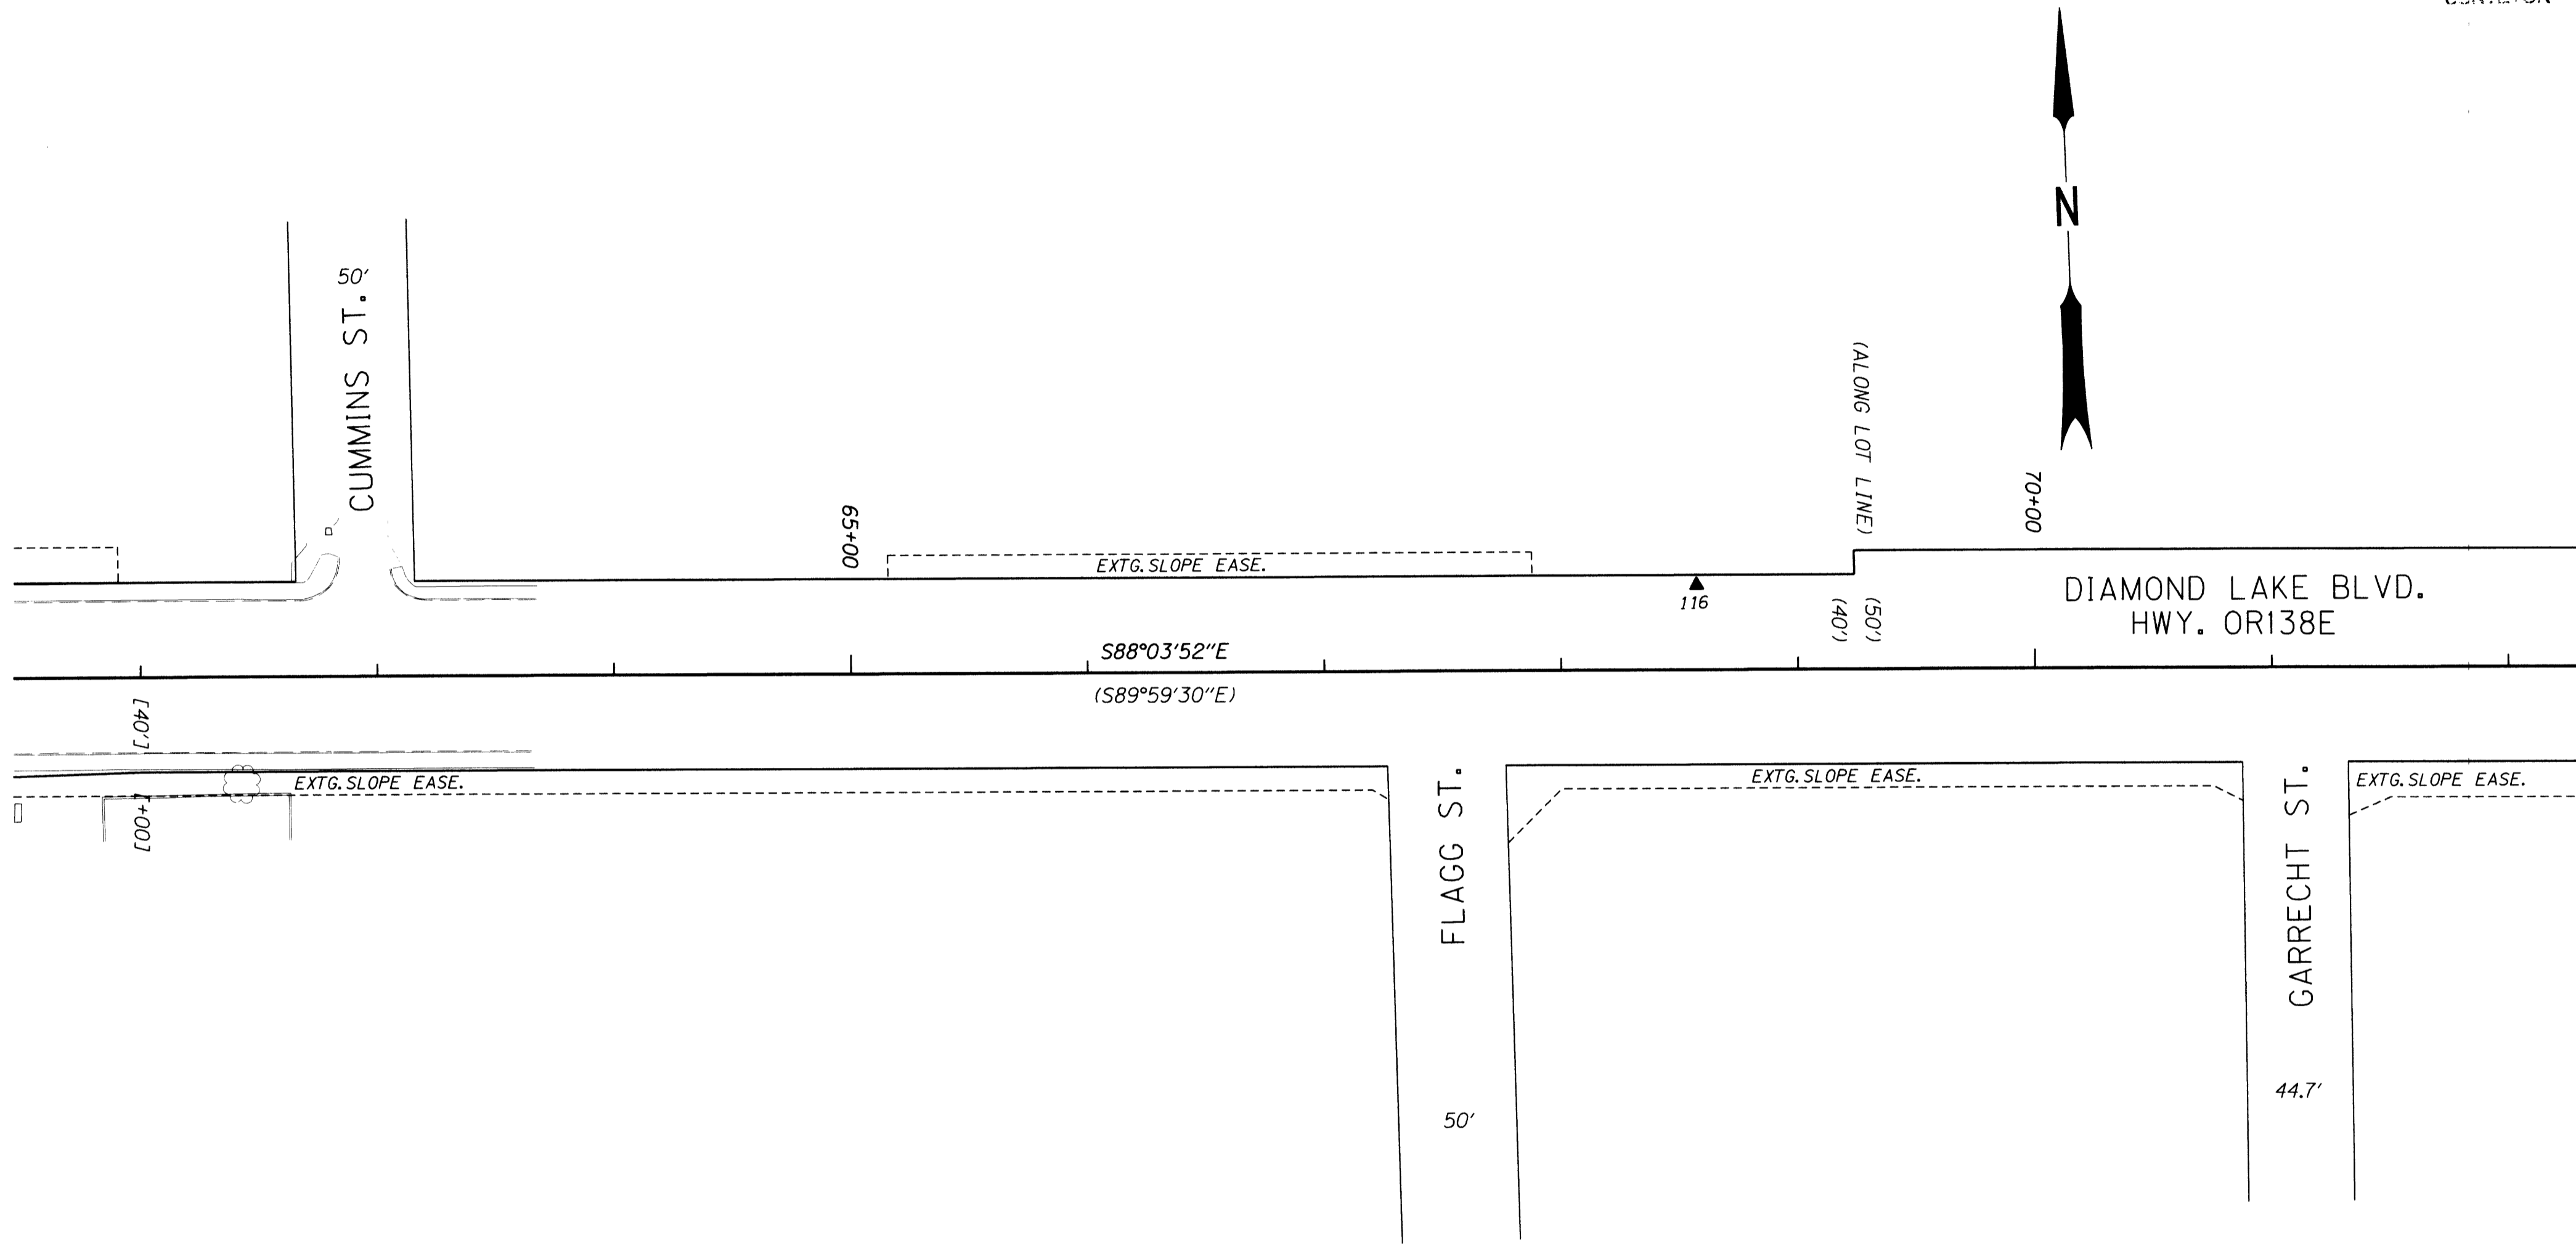 N
50'
CUMMINS ST.
(ALONG LOT LINE)
65+00
70+00
EXTG. SLOPE EASE.
116
(40')
(50')
DIAMOND LAKE BLVD.
HWY. OR138E
S88°03'52"E
(S89°59'30"E)
[40']
+00]
EXTG. SLOPE EASE.
FLAGG ST.
50'
EXTG. SLOPE EASE.
GARRECHT ST.
44.7'
EXTG. SLOPE EASE.